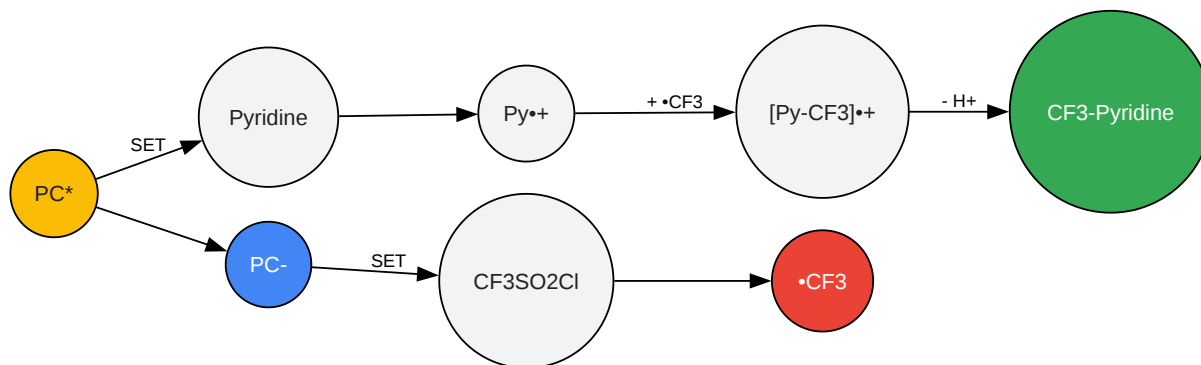 Pyridine
Py•+
+ •CF3
[Py-CF3]•+
- H+
CF3-Pyridine
SET
PC*
PC-
SET
CF3SO2Cl
•CF3